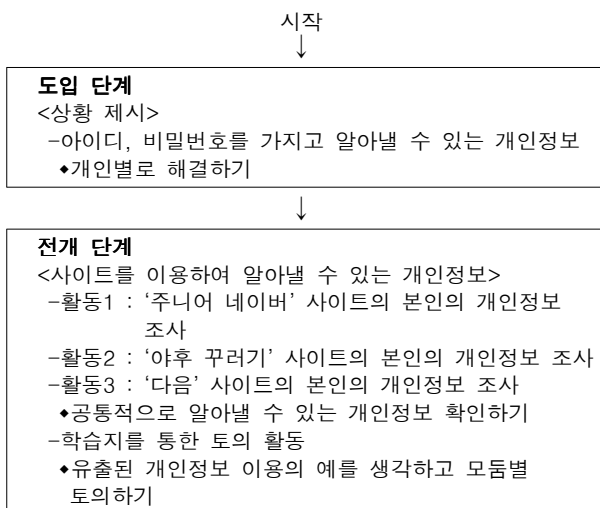 시작
↓
도입 단계
<상황 제시>
-아이디, 비밀번호를 가지고 알아낼 수 있는 개인정보
◆개인별로 해결하기
↓
전개 단계
<사이트를 이용하여 알아낼 수 있는 개인정보>
-활동1 : ‘주니어 네이버’ 사이트의 본인의 개인정보
조사
-활동2 : ‘야후 꾸러기’ 사이트의 본인의 개인정보 조사
-활동3 : ‘다음’ 사이트의 본인의 개인정보 조사
◆공통적으로 알아낼 수 있는 개인정보 확인하기
-학습지를 통한 토의 활동
◆유출된 개인정보 이용의 예를 생각하고 모둠별
토의하기